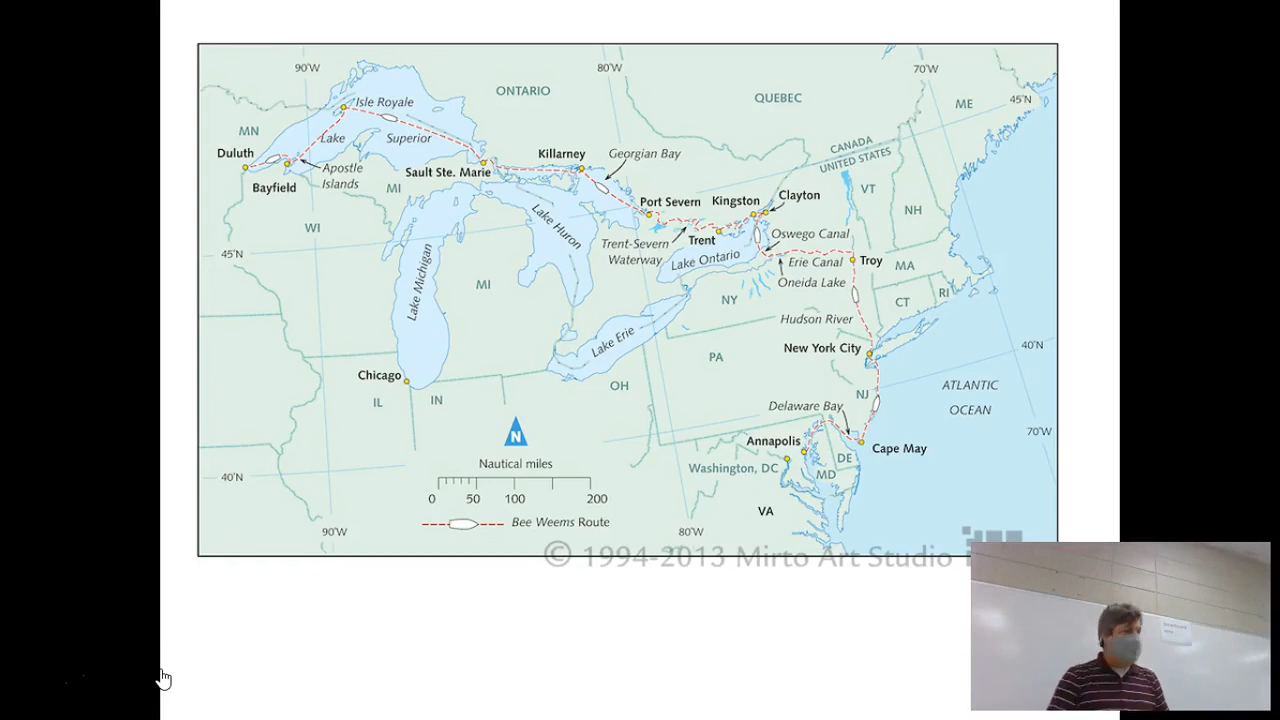 90°W
80°W
70°W
ONTARIO
QUEBEC
ME
45°N
Isle Royale
MN
Lake
Superior
CANADA
UNITED STATES
Duluth
Apostle
Islands
Bayfield
MI
Sault Ste. Marie
Killarney
Georgian Bay
VT
NH
Port Severn
Kingston
Clayton
WI
Lake Huron
Trent-Severn
Waterway
Trent
Oswego Canal
45°N
Lake Michigan
Lake Ontario
Erie Canal
Troy
MA
Oneida Lake
MI
NY
CT
RI
Hudson River
Lake Erie
New York City
40°N
PA
Chicago
OH
NJ
ATLANTIC
OCEAN
IL
IN
Delaware Bay
70°W
N
Annapolis
Cape May
Nautical miles
Washington, DC
DE
MD
40°N
0 50 100 200
VA
Bee Weems Route
90°W
80°W
© 1994-2013 Mirto Art Studio